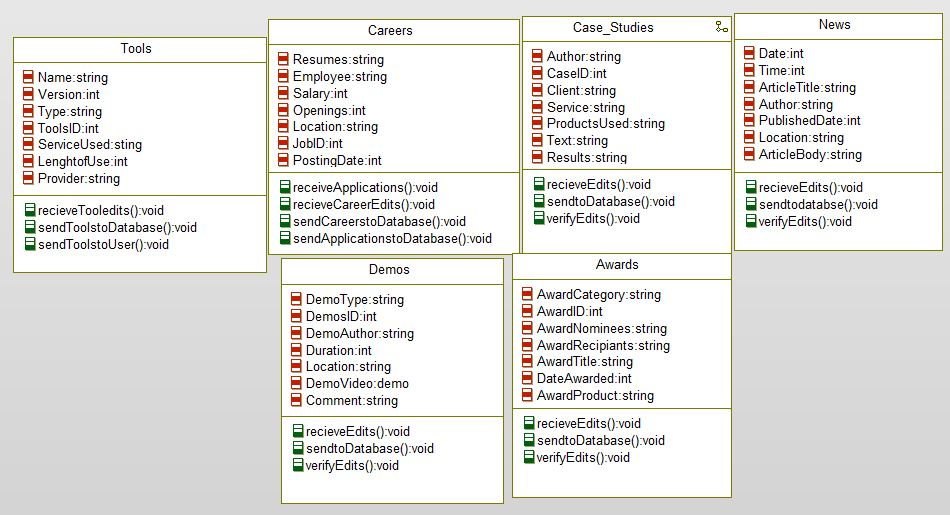 Tools
Name:string
Version:int
Type:string
ToolsID:int
ServiceUsed:sting
LenghtofUse:int
Provider:string
recieveTooledits():void
sendToolstoDatabase():void
sendToolstoUser():void
Careers
Resumes:string
Employee:string
Salary:int
Openings:int
Location:string
JobID:int
PostingDate:int
receiveApplications():void
recieveCareerEdits():void
sendCareerstoDatabase():void
sendApplicationstoDatabase():void
Case_Studies
Author:string
CaseID:int
Client:string
Service:string
ProductsUsed:string
Text:string
Results:string
recieveEdits():void
sendtoDatabase():void
verifyEdits():void
News
Date:int
Time:int
ArticleTitle:string
Author:string
PublishedDate:int
Location:string
ArticleBody:string
recieveEdits():void
sendtodatabse():void
verifyEdits():void
Demos
DemoType:string
DemosID:int
DemoAuthor:string
Duration:int
Location:string
DemoVideo:demo
Comment:string
recieveEdits():void
sendtoDatabase():void
verifyEdits():void
Awards
AwardCategory:string
AwardID:int
AwardNominees:string
AwardRecipiants:string
AwardTitle:string
DateAwarded:int
AwardProduct:string
recieveEdits():void
sendtoDatabase():void
verifyEdits():void